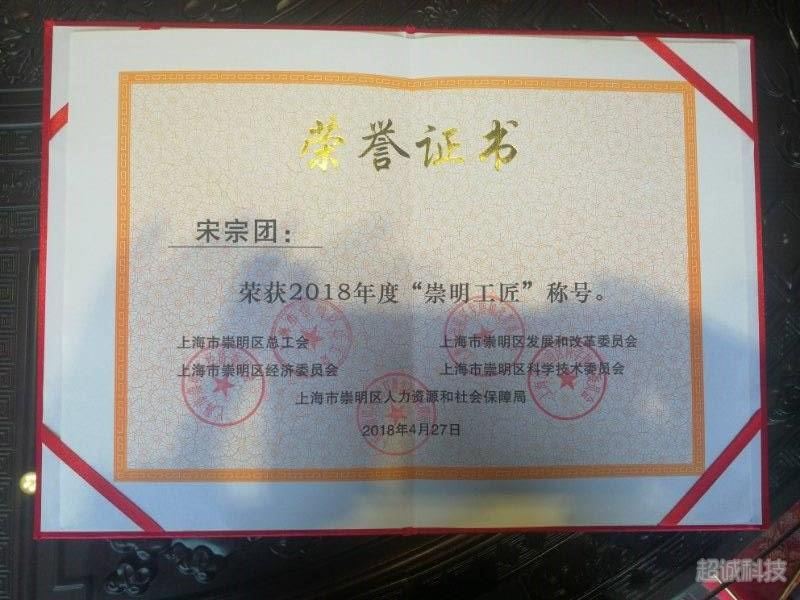 荣誉证书
宋宗团：
荣获2018年度“崇明工匠”称号。
上海市崇明区总工会 上海市崇明区发展和改革委员会
上海市崇明区经济委员会 上海市崇明区科学技术委员会
上海市崇明区人力资源和社会保障局
2018年4月27日
超诚科技